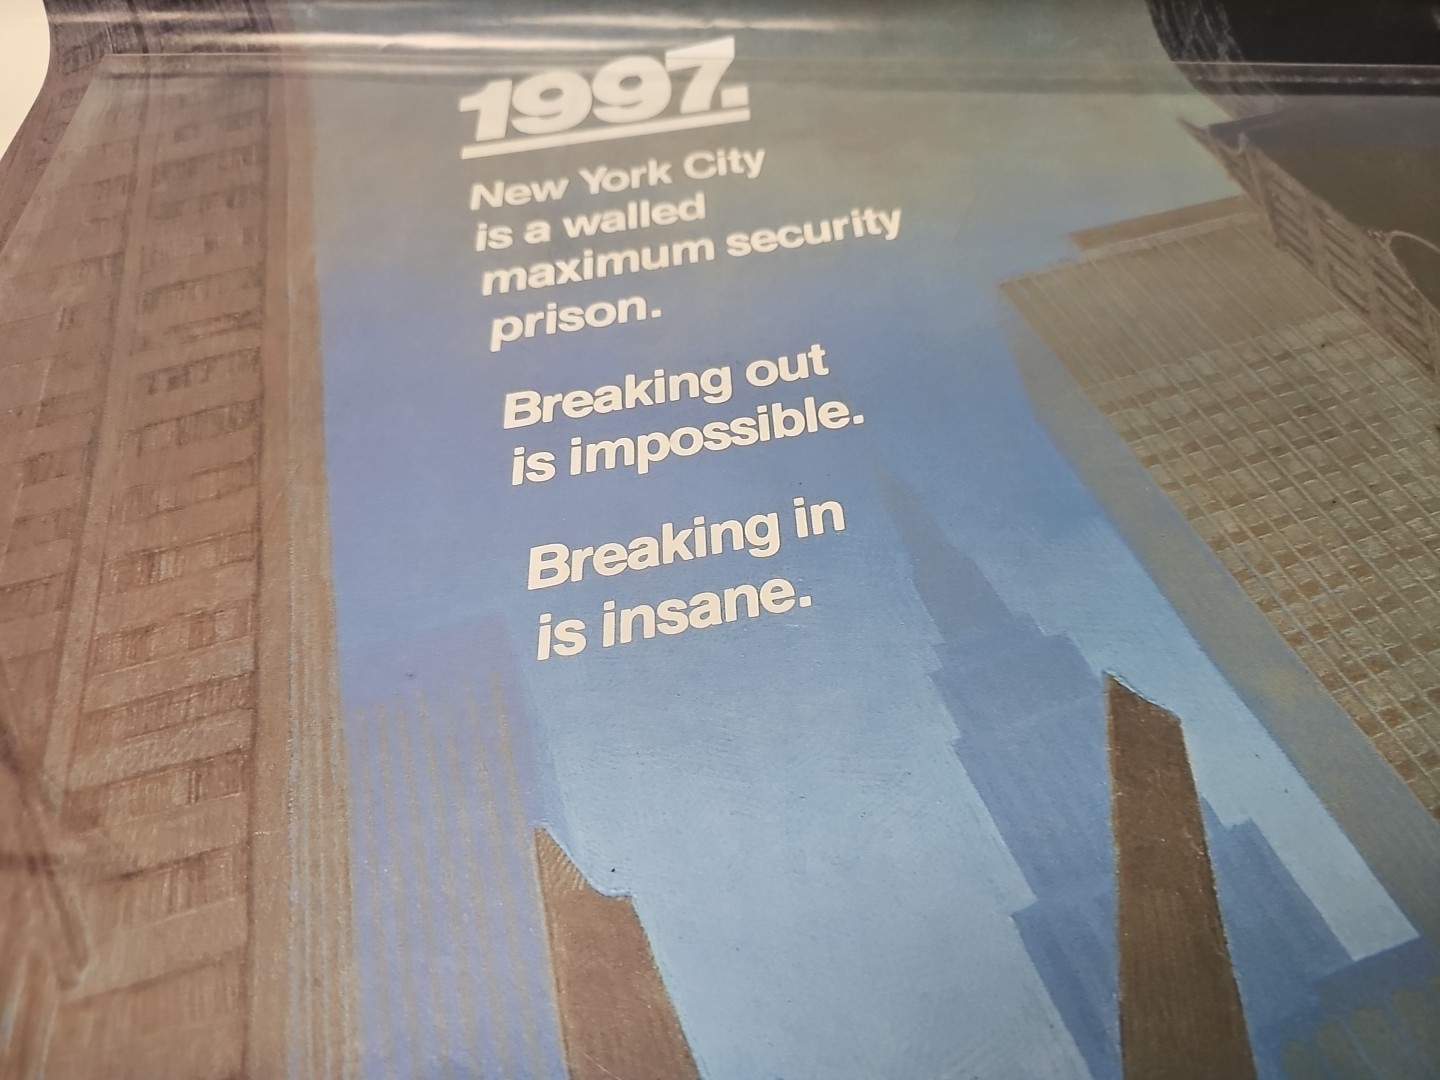 1997.
New York City
is a walled
maximum security
prison.
Breaking out
is impossible.
Breaking in
is insane.